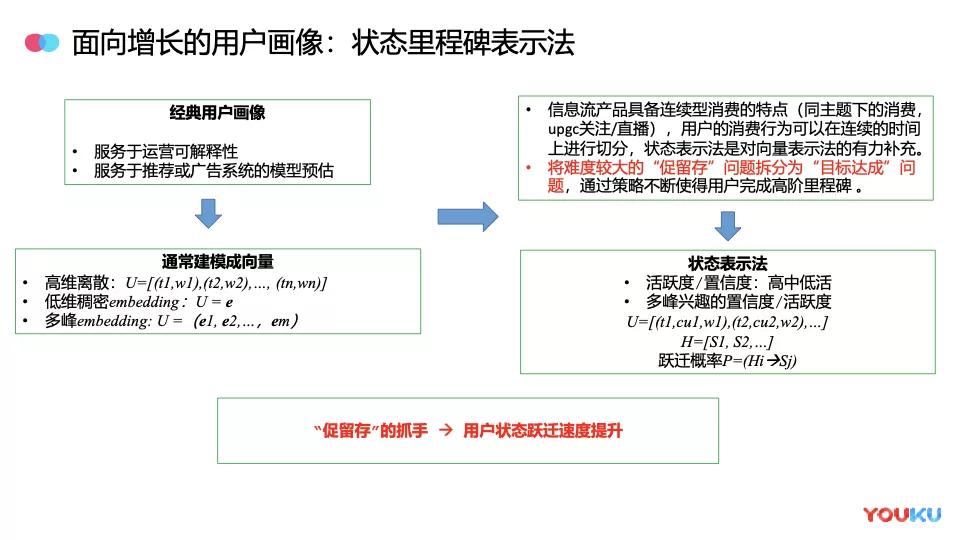 面向增长的用户画像：状态里程碑表示法
经典用户画像
• 服务于运营可解释性
• 服务于推荐或广告系统的模型预估
通常建模成向量
• 高维离散：U=[(t1,w1),(t2,w2),…, (tn,wn)]
• 低维稠密embedding：U = e
• 多峰embedding: U =（e1, e2,…，em）
• 信息流产品具备连续型消费的特点（同主题下的消费，
upgc关注/直播），用户的消费行为可以在连续的时间
上进行切分，状态表示法是对向量表示法的有力补充。
• 将难度较大的“促留存”问题拆分为“目标达成”问
题，通过策略不断使得用户完成高阶里程碑 。
状态表示法
• 活跃度/置信度：高中低活
• 多峰兴趣的置信度/活跃度
U=[(t1,cu1,w1),(t2,cu2,w2),…]
H=[S1, S2,…]
跃迁概率P=(Hi→Sj)
“促留存”的抓手 → 用户状态跃迁速度提升
YOUKU